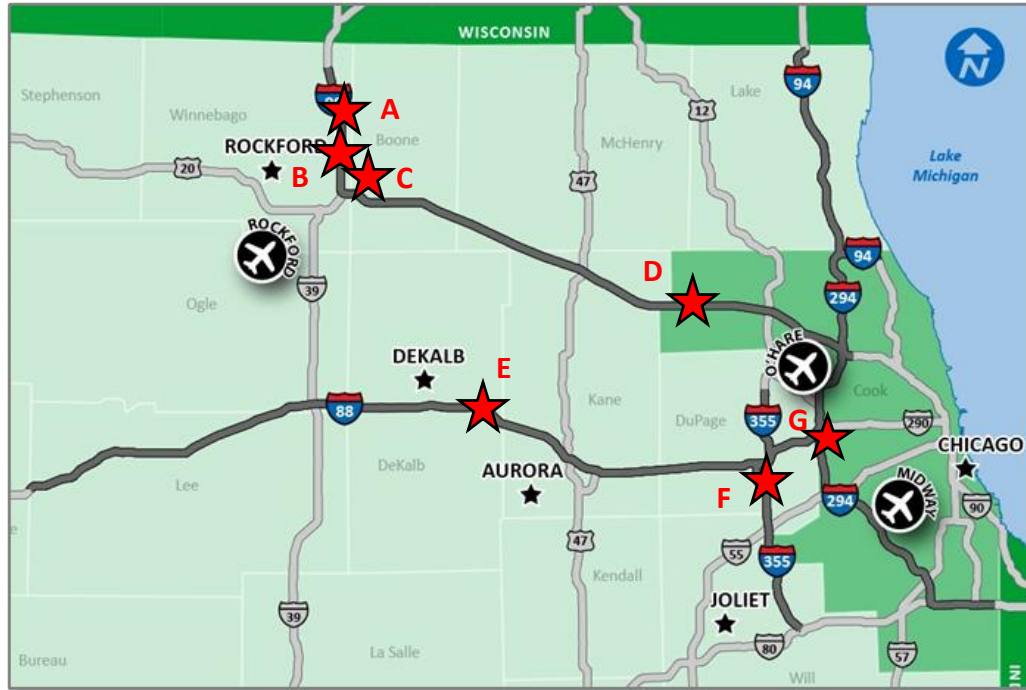 WISCONSIN
94
Stephenson
Lake
A
12
Winnebago
Boone
McHenry
N
ROCKFORD
B
C
20
47
Lake
Michigan
ROCKFORD
94
39
D
294
Ogle
O'HARE
DEKALB
E
Kane
Cook
88
DuPage
355
G
290
CHICAGO
DeKalb
AURORA
Lee
F
294
MIDWAY
90
47
55
355
Kendall
JOLIET
39
80
57
La Salle
Bureau
Will
INI